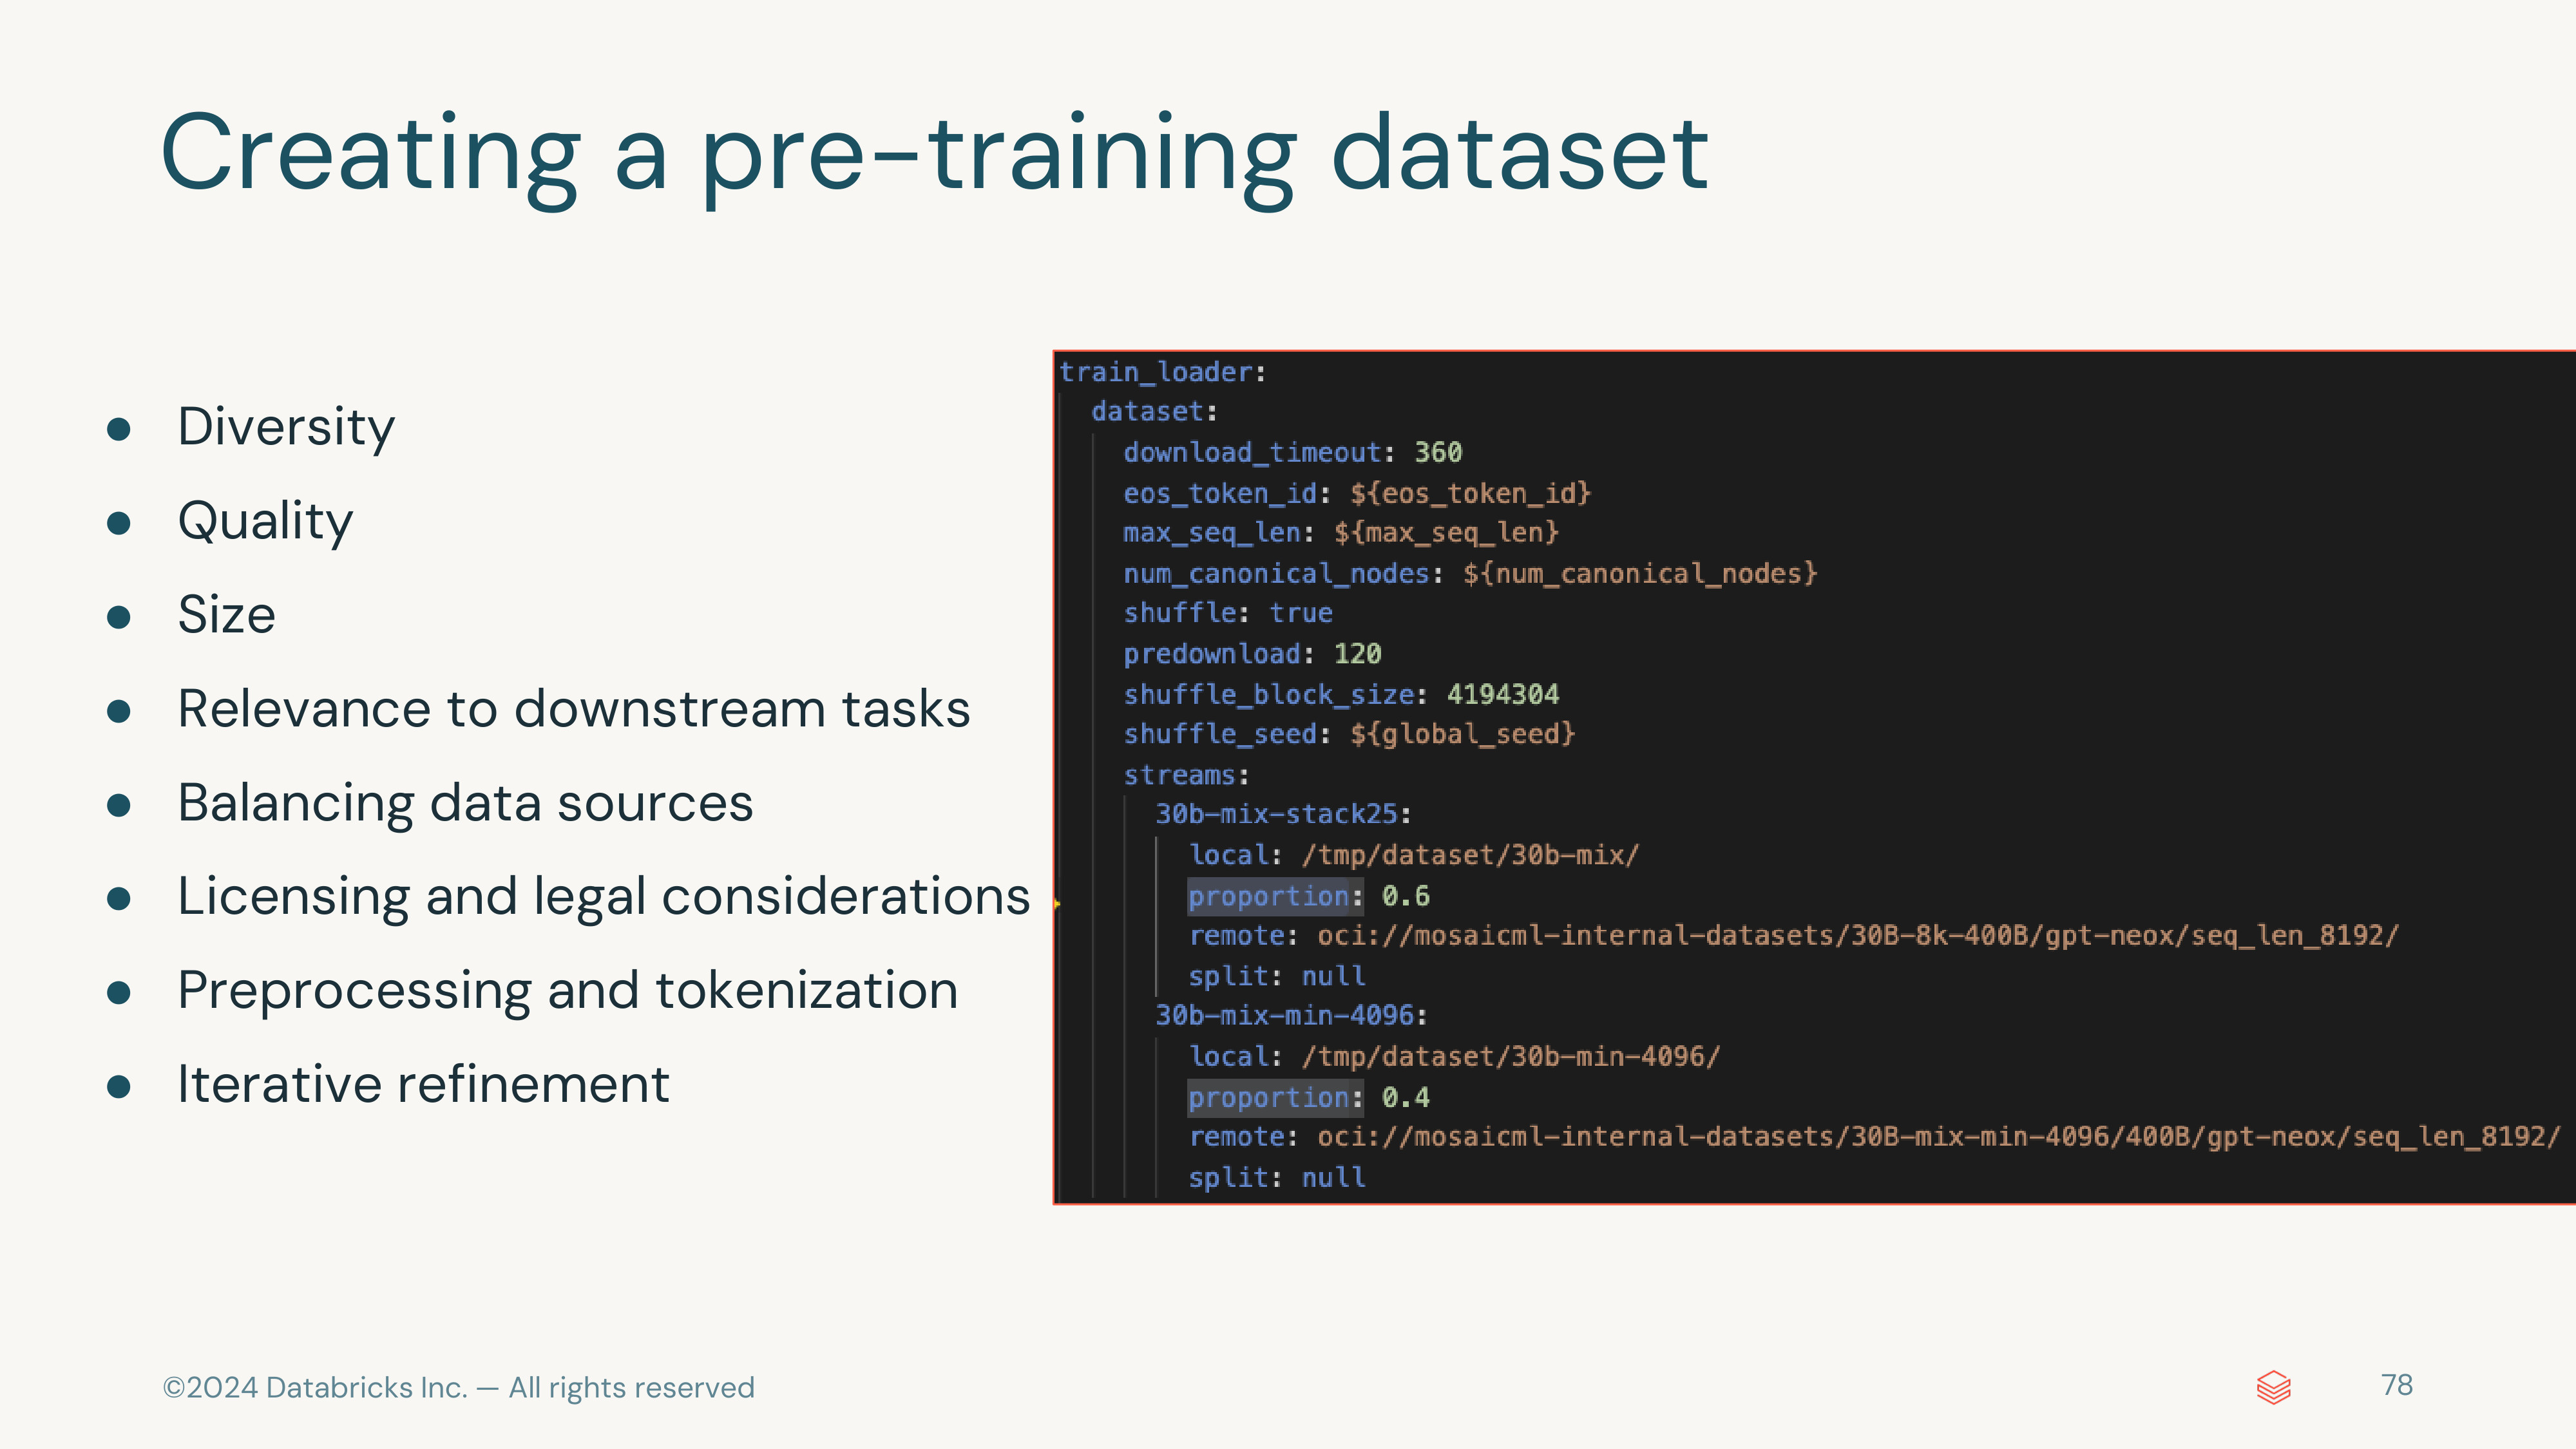 Creating a pre-training dataset
● Diversity
● Quality
● Size
● Relevance to downstream tasks
● Balancing data sources
● Licensing and legal considerations
● Preprocessing and tokenization
● Iterative refinement
train_loader:
  dataset:
    download_timeout: 360
    eos_token_id: ${eos_token_id}
    max_seq_len: ${max_seq_len}
    num_canonical_nodes: ${num_canonical_nodes}
    shuffle: true
    predownload: 120
    shuffle_block_size: 4194304
    shuffle_seed: ${global_seed}
    streams:
      30b-mix-stack25:
        local: /tmp/dataset/30b-mix/
        proportion: 0.6
        remote: oci://mosaicml-internal-datasets/30B-8k-400B/gpt-neox/seq_len_8192/
        split: null
      30b-mix-min-4096:
        local: /tmp/dataset/30b-min-4096/
        proportion: 0.4
        remote: oci://mosaicml-internal-datasets/30B-mix-min-4096/400B/gpt-neox/seq_len_8192/
        split: null
©2024 Databricks Inc. — All rights reserved
78